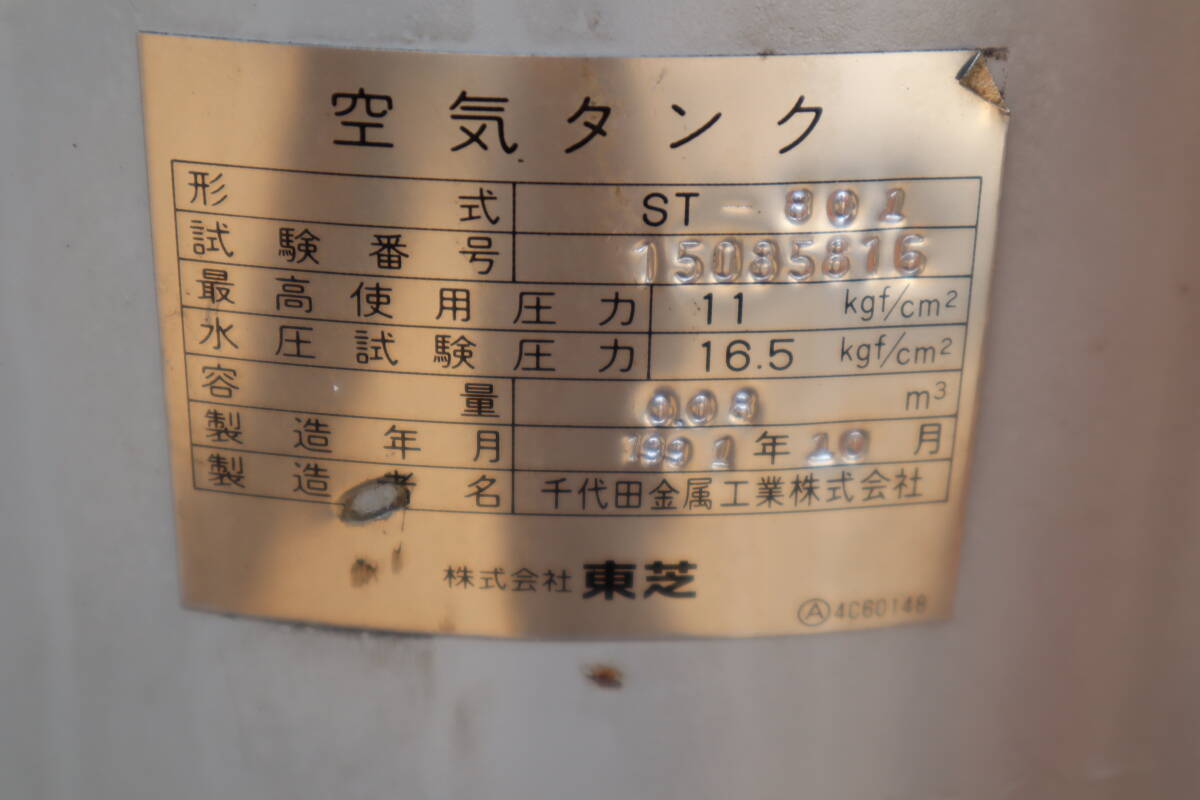 空気タンク
形式 ST-801
試験番号 15085816
最高使用圧力 11 kgf/cm2
水圧試験圧力 16.5 kgf/cm2
容量 0.08 m3
製造年月 1991年10月
製造者名 千代田金属工業株式会社
株式会社 東芝
Ⓐ4C60148